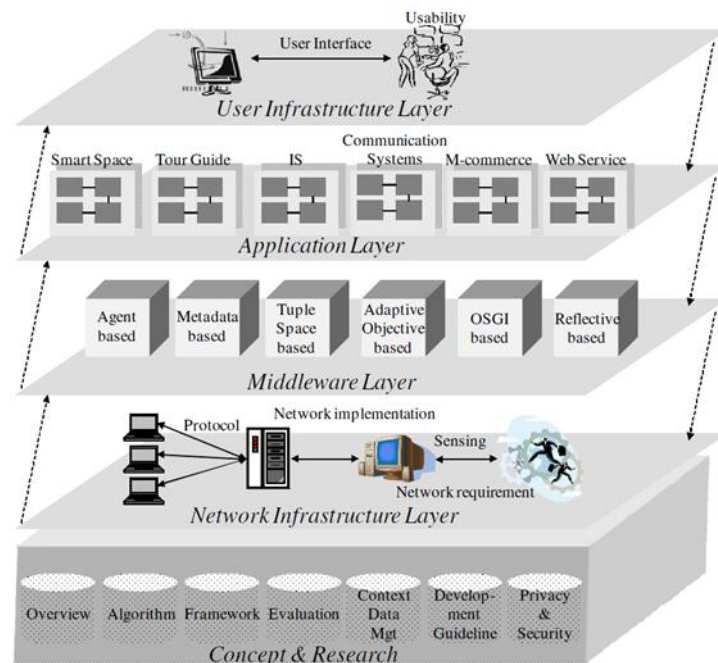 Usability
User Interface
User Infrastructure Layer
Smart Space
Tour Guide
IS
Communication
Systems
M-commerce
Web Service
Application Layer
Agent
based
Metadata
based
Tuple
Space
based
Adaptive
Objective
based
OSGI
based
Reflective
based
Middleware Layer
Protocol
Network implementation
Sensing
Network requirement
Network Infrastructure Layer
Overview
Algorithm
Framework
Evaluation
Context
Data
Mgt
Develop-
ment
Guideline
Privacy
&
Security
Concept & Research